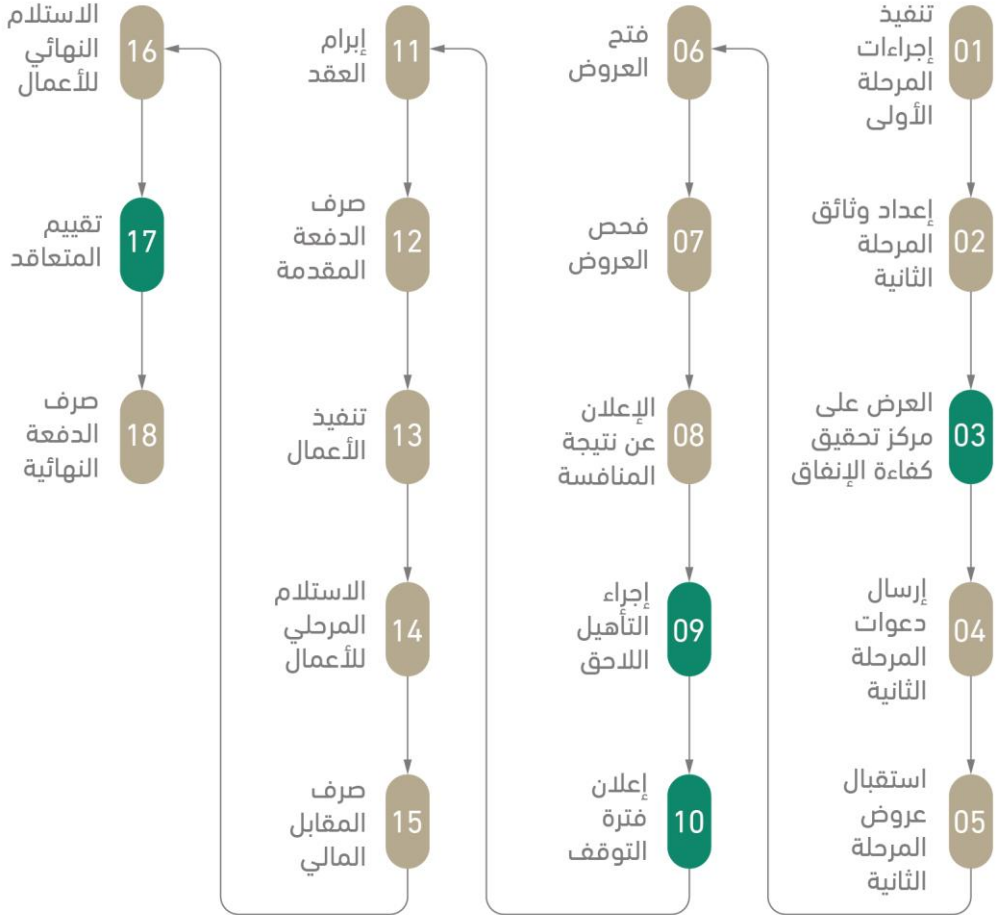 01
تنفيذ
إجراءات
المرحلة
الأولى
02
إعداد وثائق
المرحلة
الثانية
03
العرض على
مركز تحقيق
كفاءة الإنفاق
04
إرسال
دعوات
المرحلة
الثانية
05
استقبال
عروض
المرحلة
الثانية
06
فتح
العروض
07
فحص
العروض
08
الإعلان
عن نتيجة
المنافسة
09
إجراء
التأهيل
اللاحق
10
إعلان
فترة
التوقف
11
إبرام
العقد
12
صرف
الدفعة
المقدمة
13
تنفيذ
الأعمال
14
الاستلام
المرحلي
للأعمال
15
صرف
المقابل
المالي
16
الاستلام
النهائي
للأعمال
17
تقييم
المتعاقد
18
صرف
الدفعة
النهائية